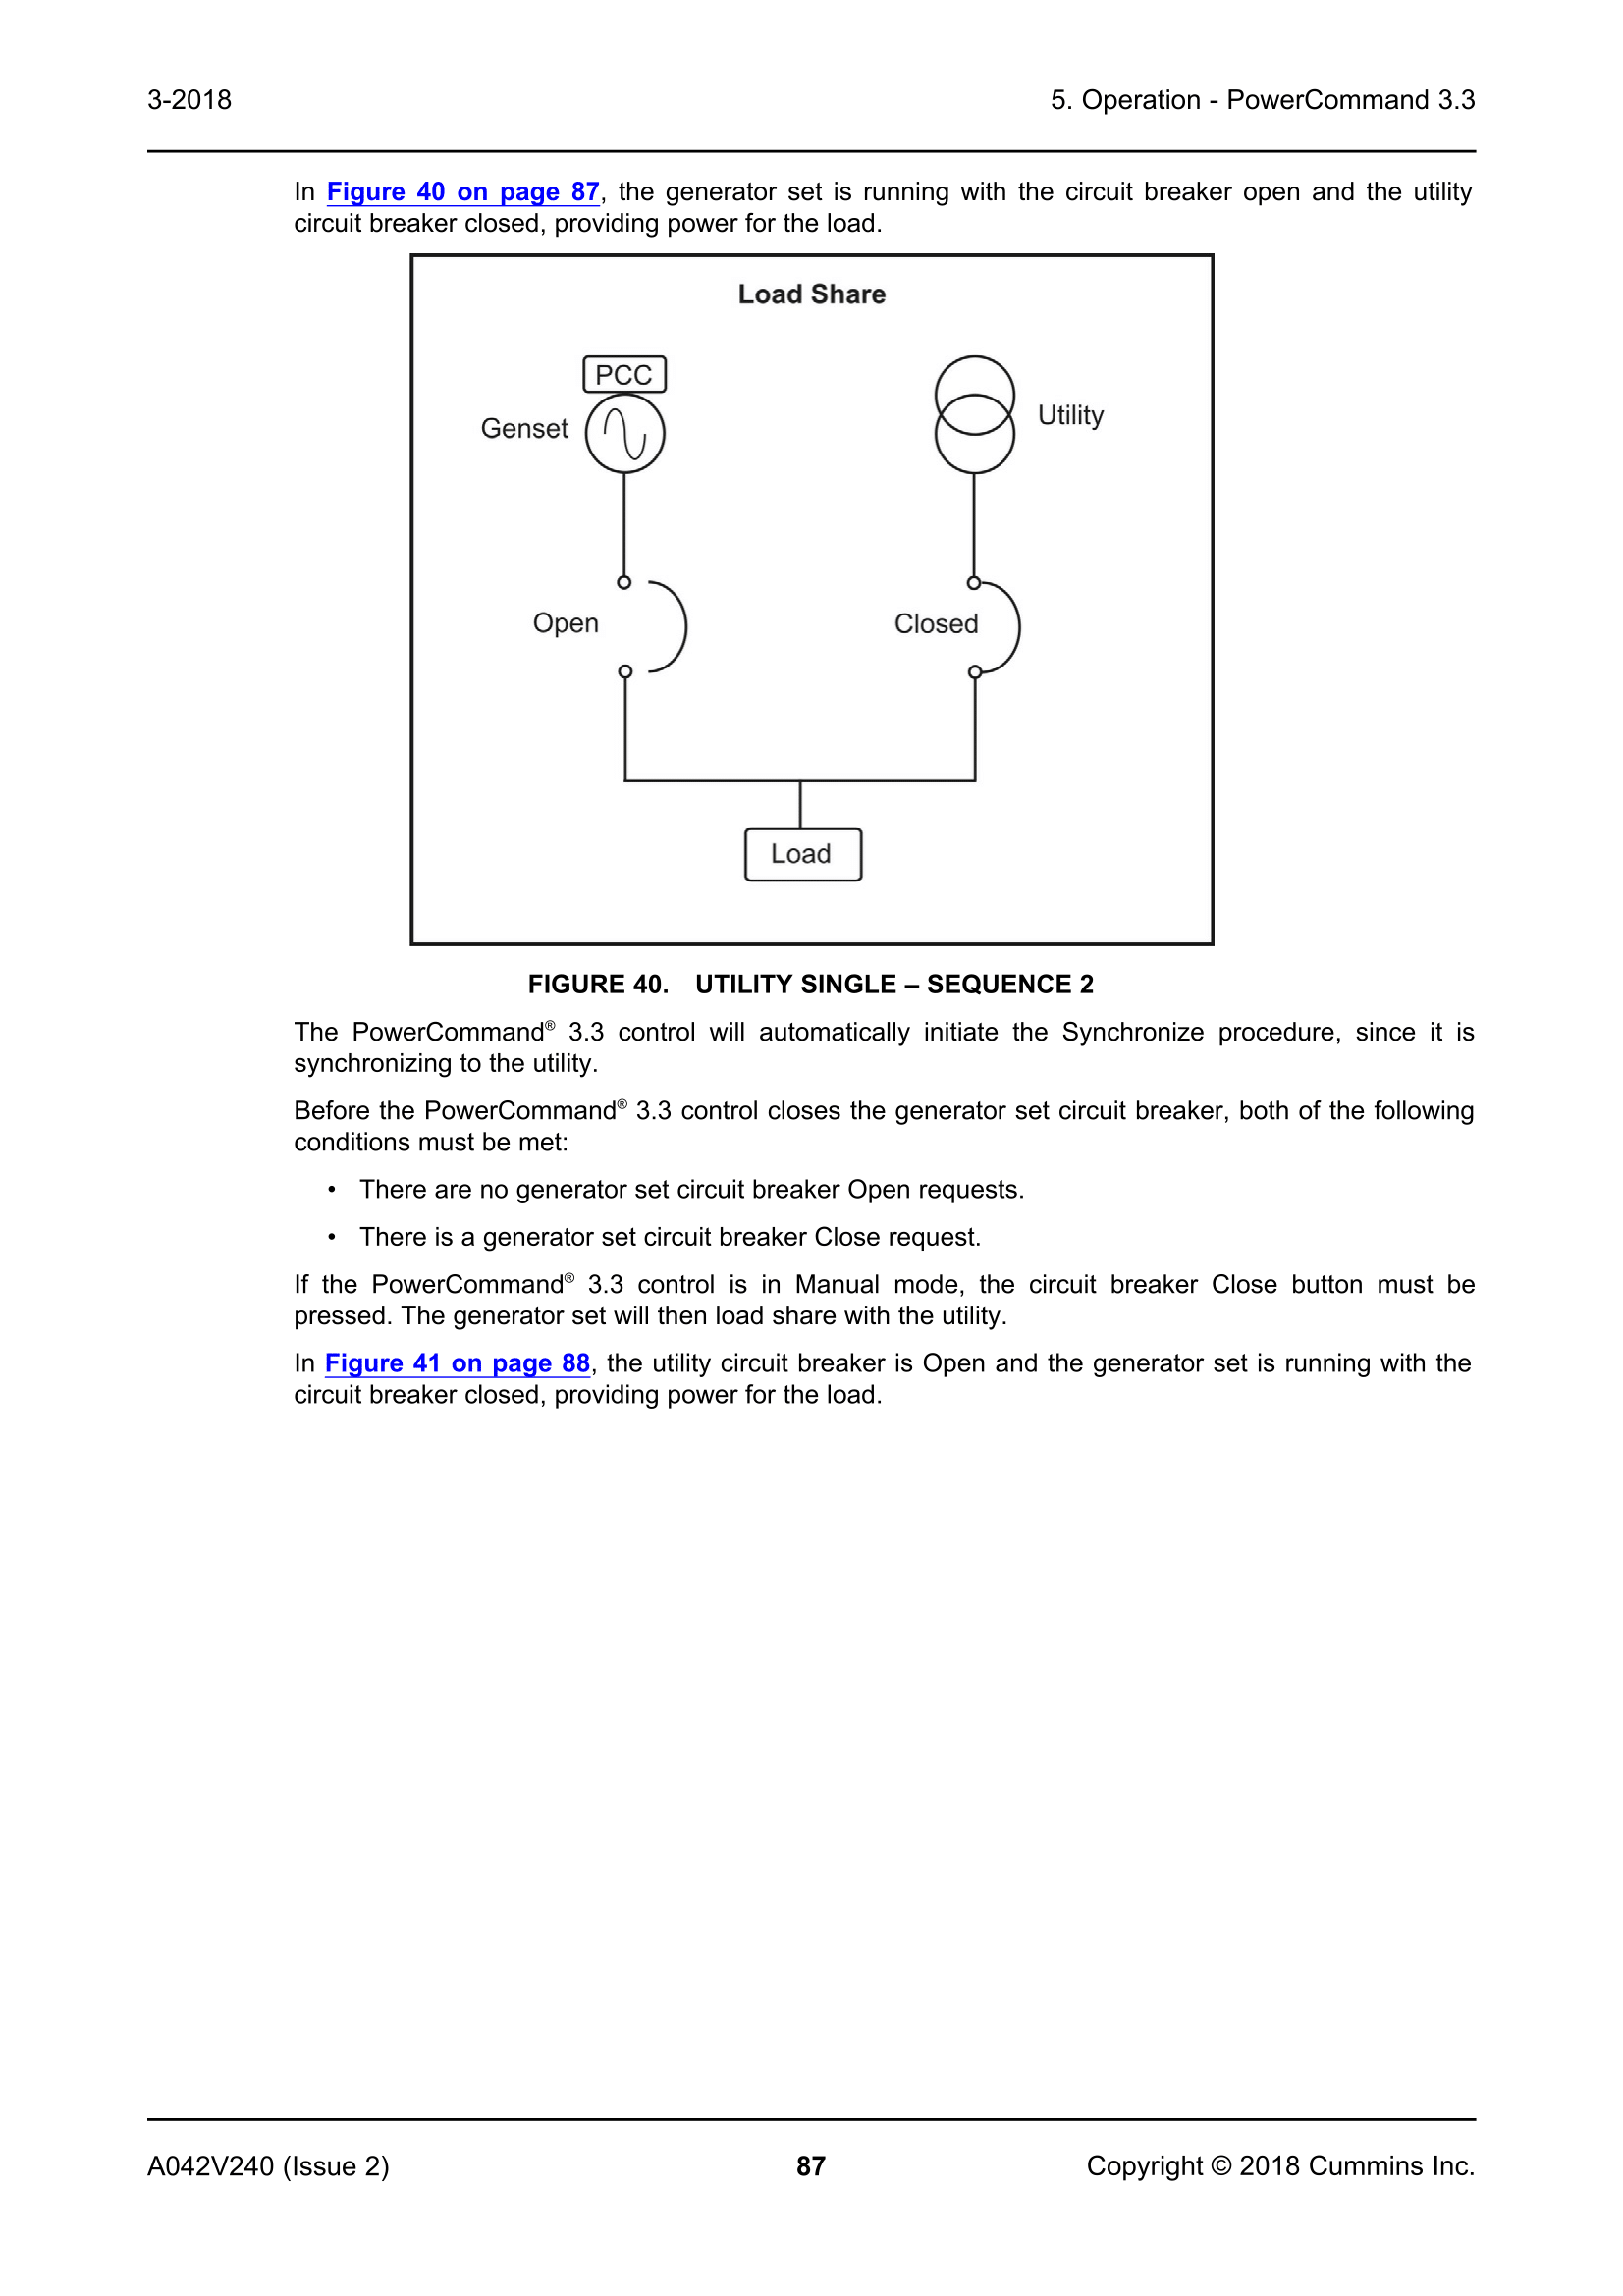 3-2018
5. Operation - PowerCommand 3.3
In Figure 40 on page 87, the generator set is running with the circuit breaker open and the utility
circuit breaker closed, providing power for the load.
Load Share
PCC
Genset
Utility
Open
Closed
Load
FIGURE 40. UTILITY SINGLE – SEQUENCE 2
The PowerCommand® 3.3 control will automatically initiate the Synchronize procedure, since it is
synchronizing to the utility.
Before the PowerCommand® 3.3 control closes the generator set circuit breaker, both of the following
conditions must be met:
• There are no generator set circuit breaker Open requests.
• There is a generator set circuit breaker Close request.
If the PowerCommand® 3.3 control is in Manual mode, the circuit breaker Close button must be
pressed. The generator set will then load share with the utility.
In Figure 41 on page 88, the utility circuit breaker is Open and the generator set is running with the
circuit breaker closed, providing power for the load.
A042V240 (Issue 2)
87
Copyright © 2018 Cummins Inc.